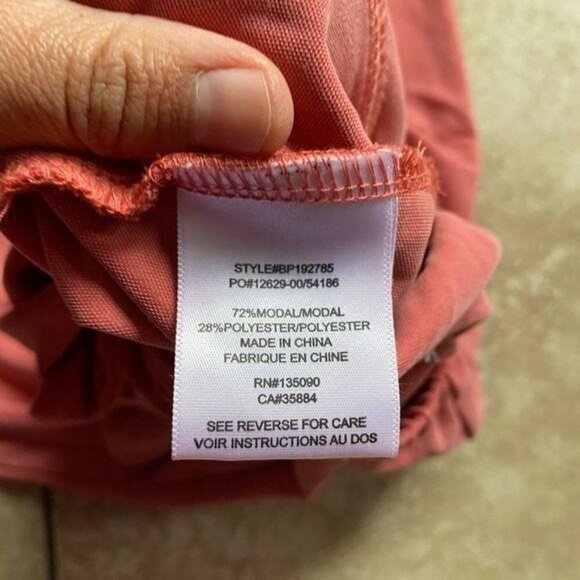 STYLE#BP192785
PO#12629-00/54186
72%MODAL/MODAL
28%POLYESTER/POLYESTER
MADE IN CHINA
FABRIQUE EN CHINE
RN#135090
CA#35884
SEE REVERSE FOR CARE
VOIR INSTRUCTIONS AU DOS